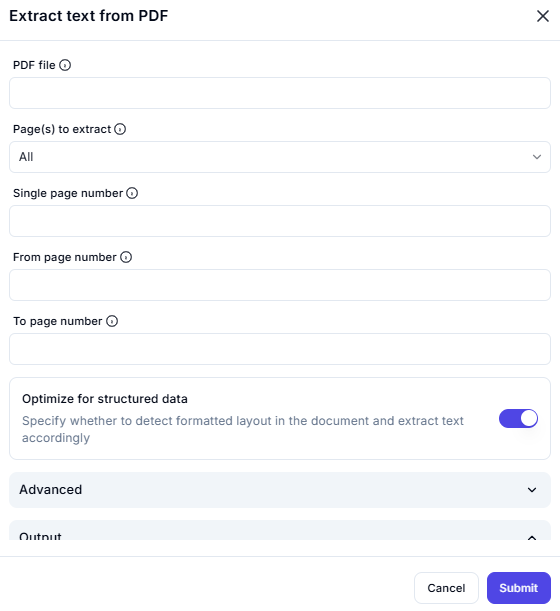 Extract text from PDF
PDF file
Page(s) to extract
All
Single page number
From page number
To page number
Optimize for structured data
Specify whether to detect formatted layout in the document and extract text
accordingly
Advanced
Output
Cancel
Submit